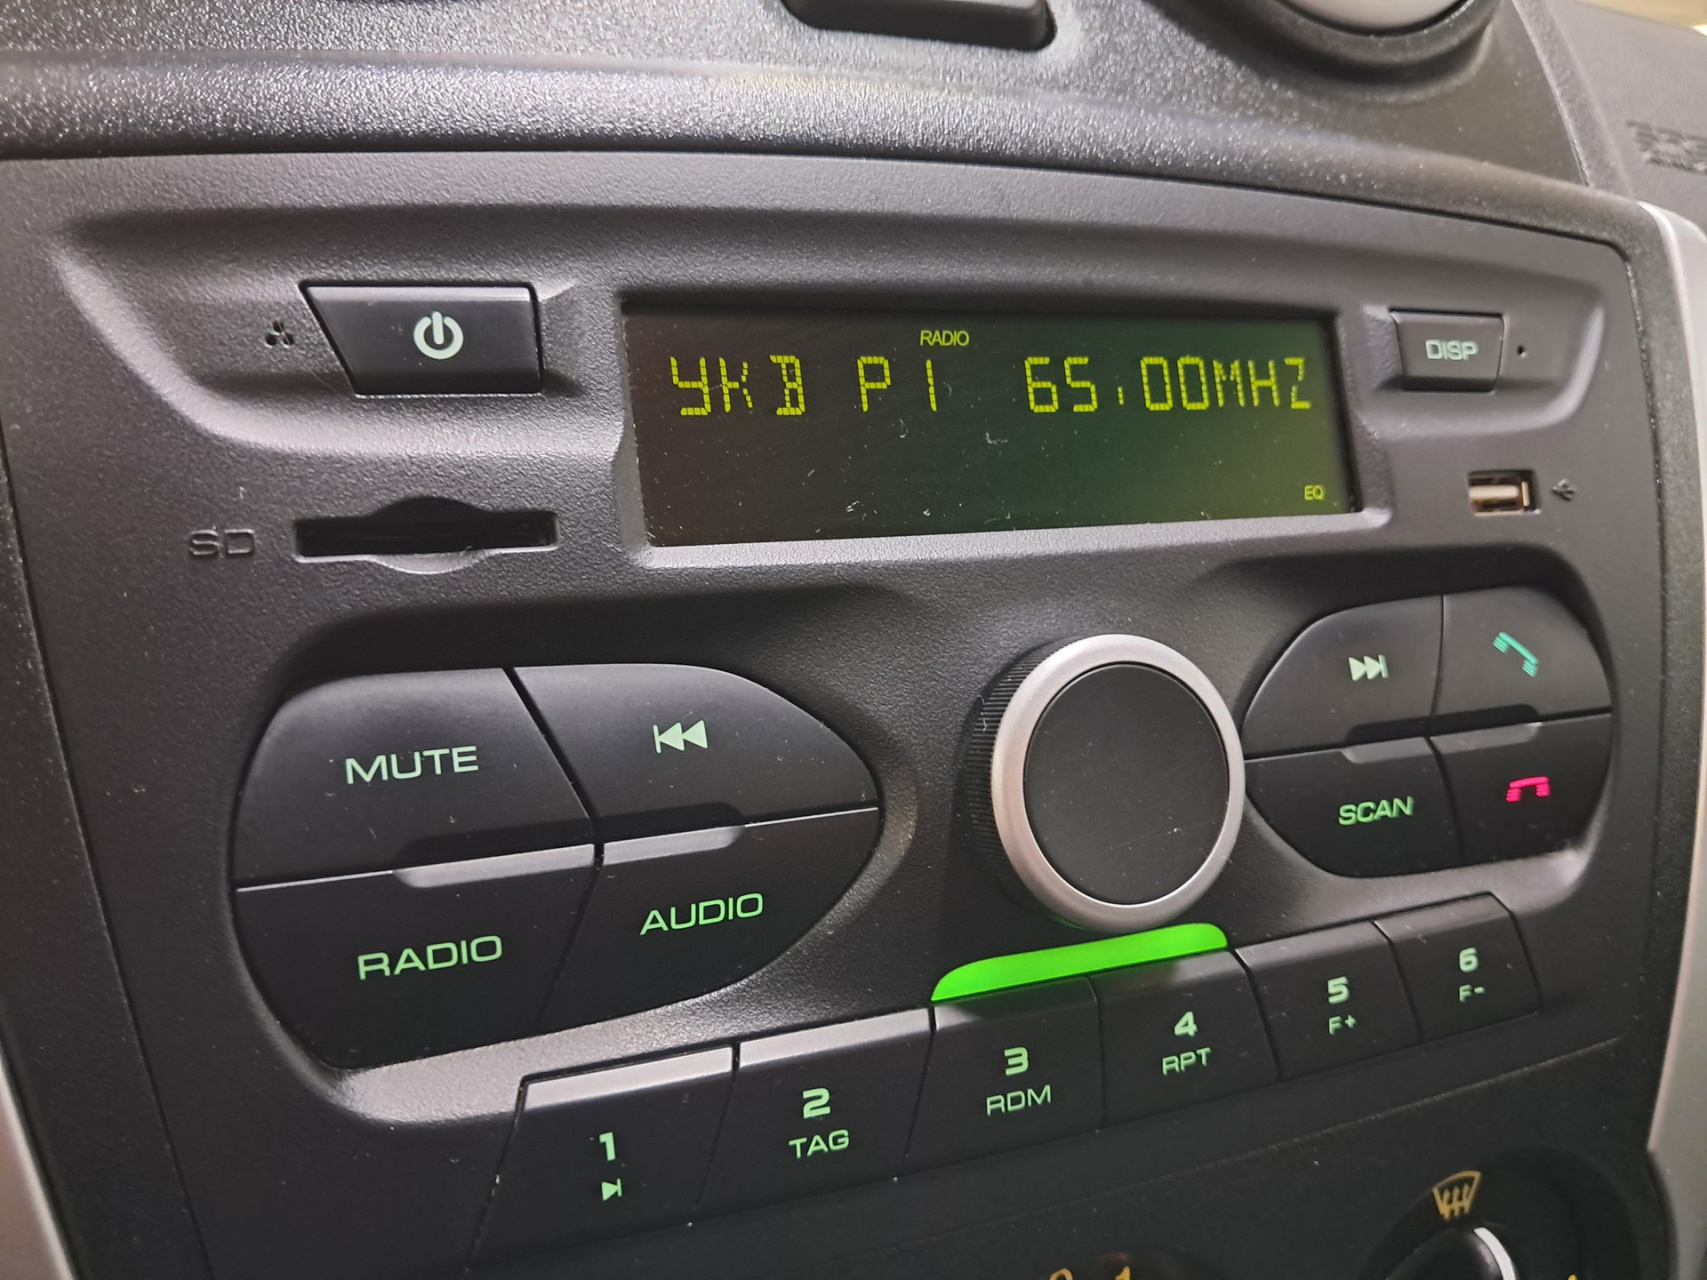 RADIO
УКВ P1 65.00MHZ
EQ
DISP
SD
MUTE
RADIO
AUDIO
SCAN
1
2
TAG
3
RDM
4
RPT
5
F+
6
F-